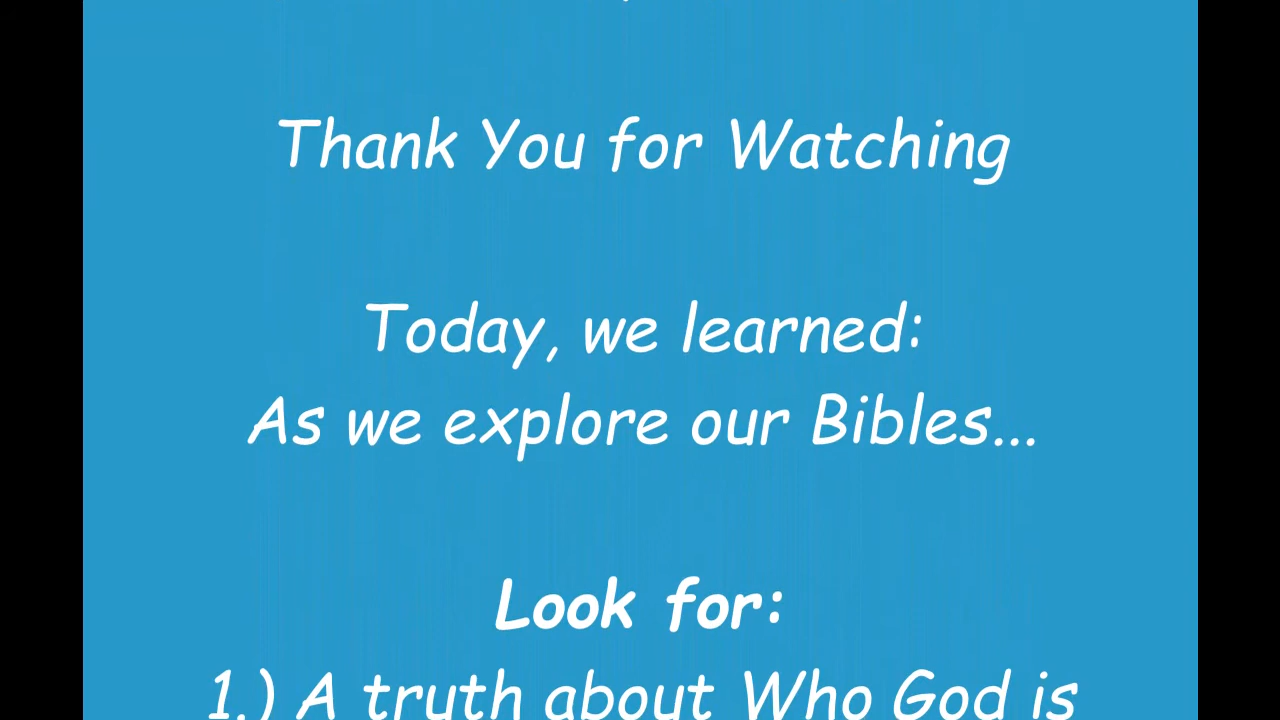 Thank You for Watching
Today, we learned:
As we explore our Bibles...
Look for:
1.) A truth about Who God is